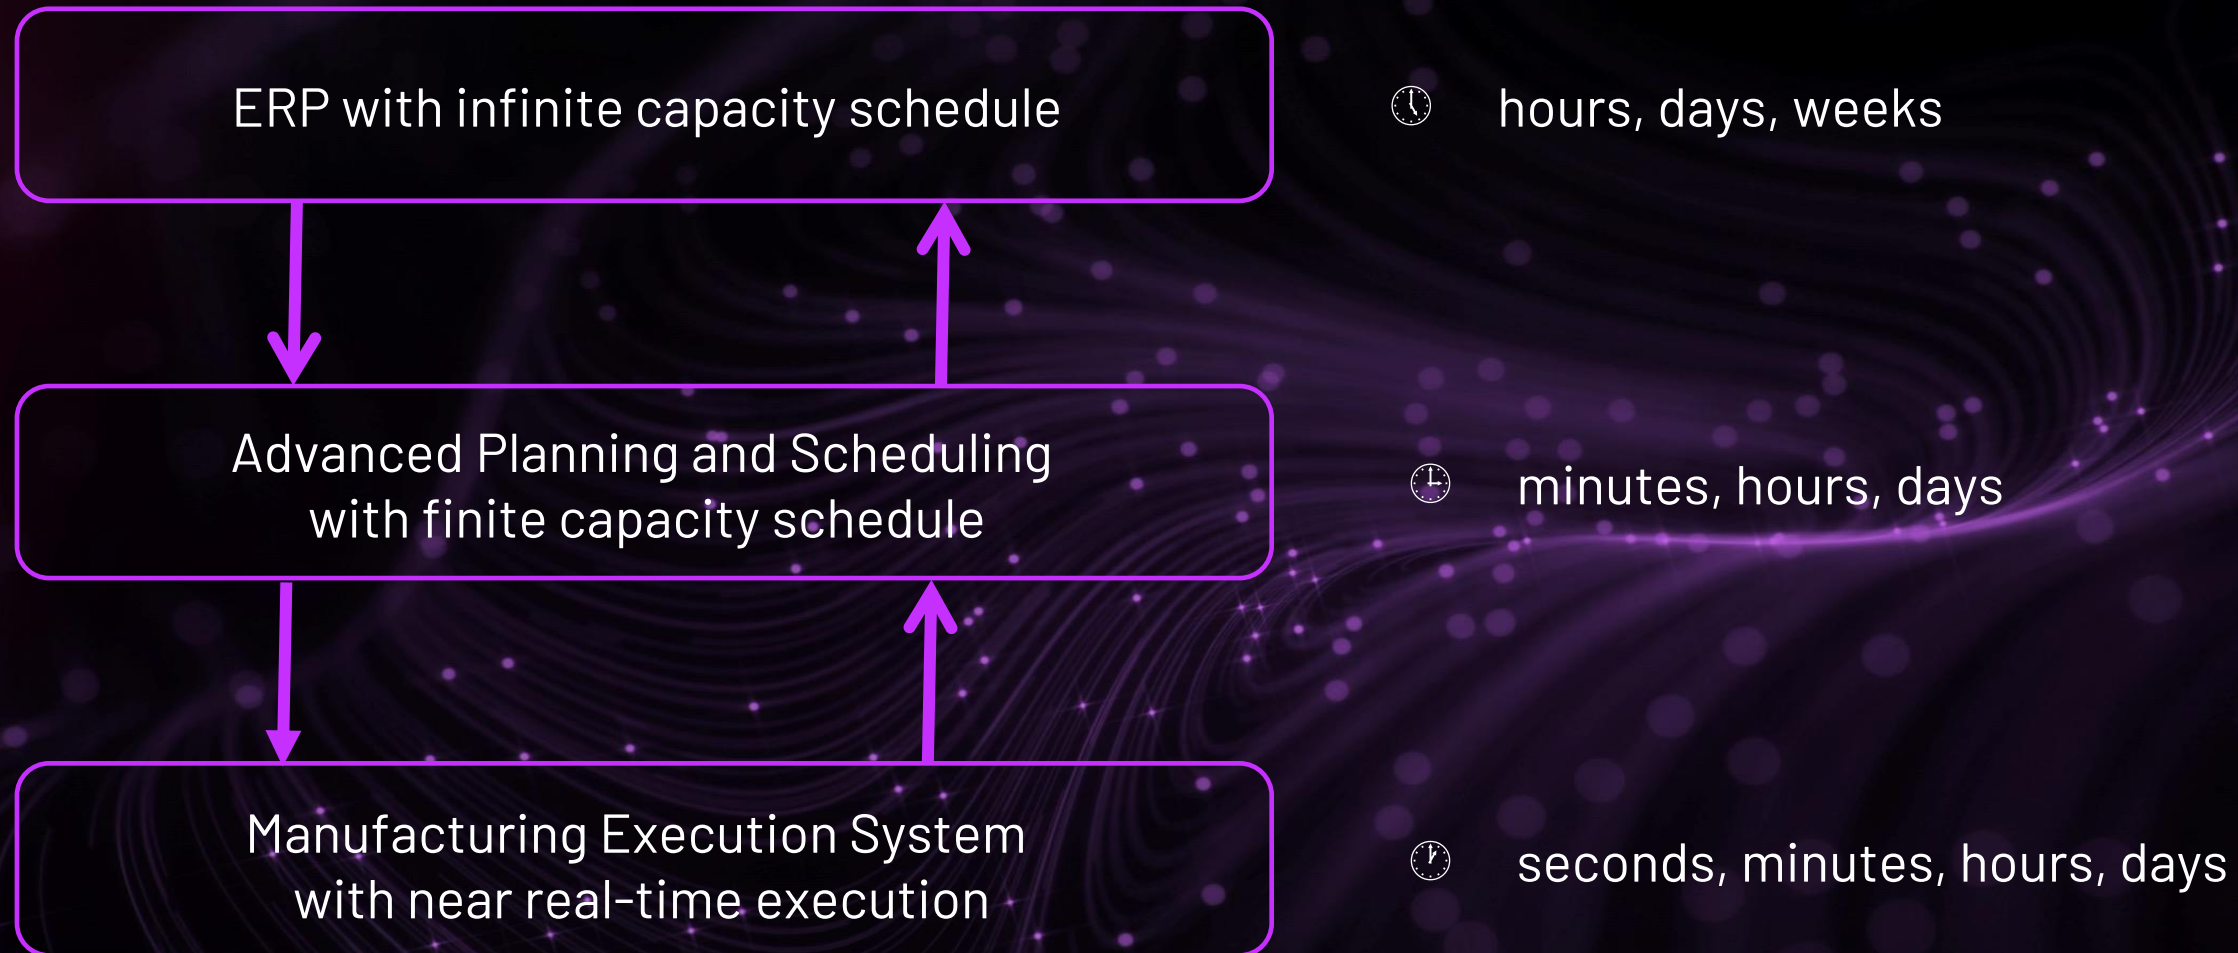 ERP with infinite capacity schedule
hours, days, weeks
Advanced Planning and Scheduling
with finite capacity schedule
minutes, hours, days
Manufacturing Execution System
with near real-time execution
seconds, minutes, hours, days